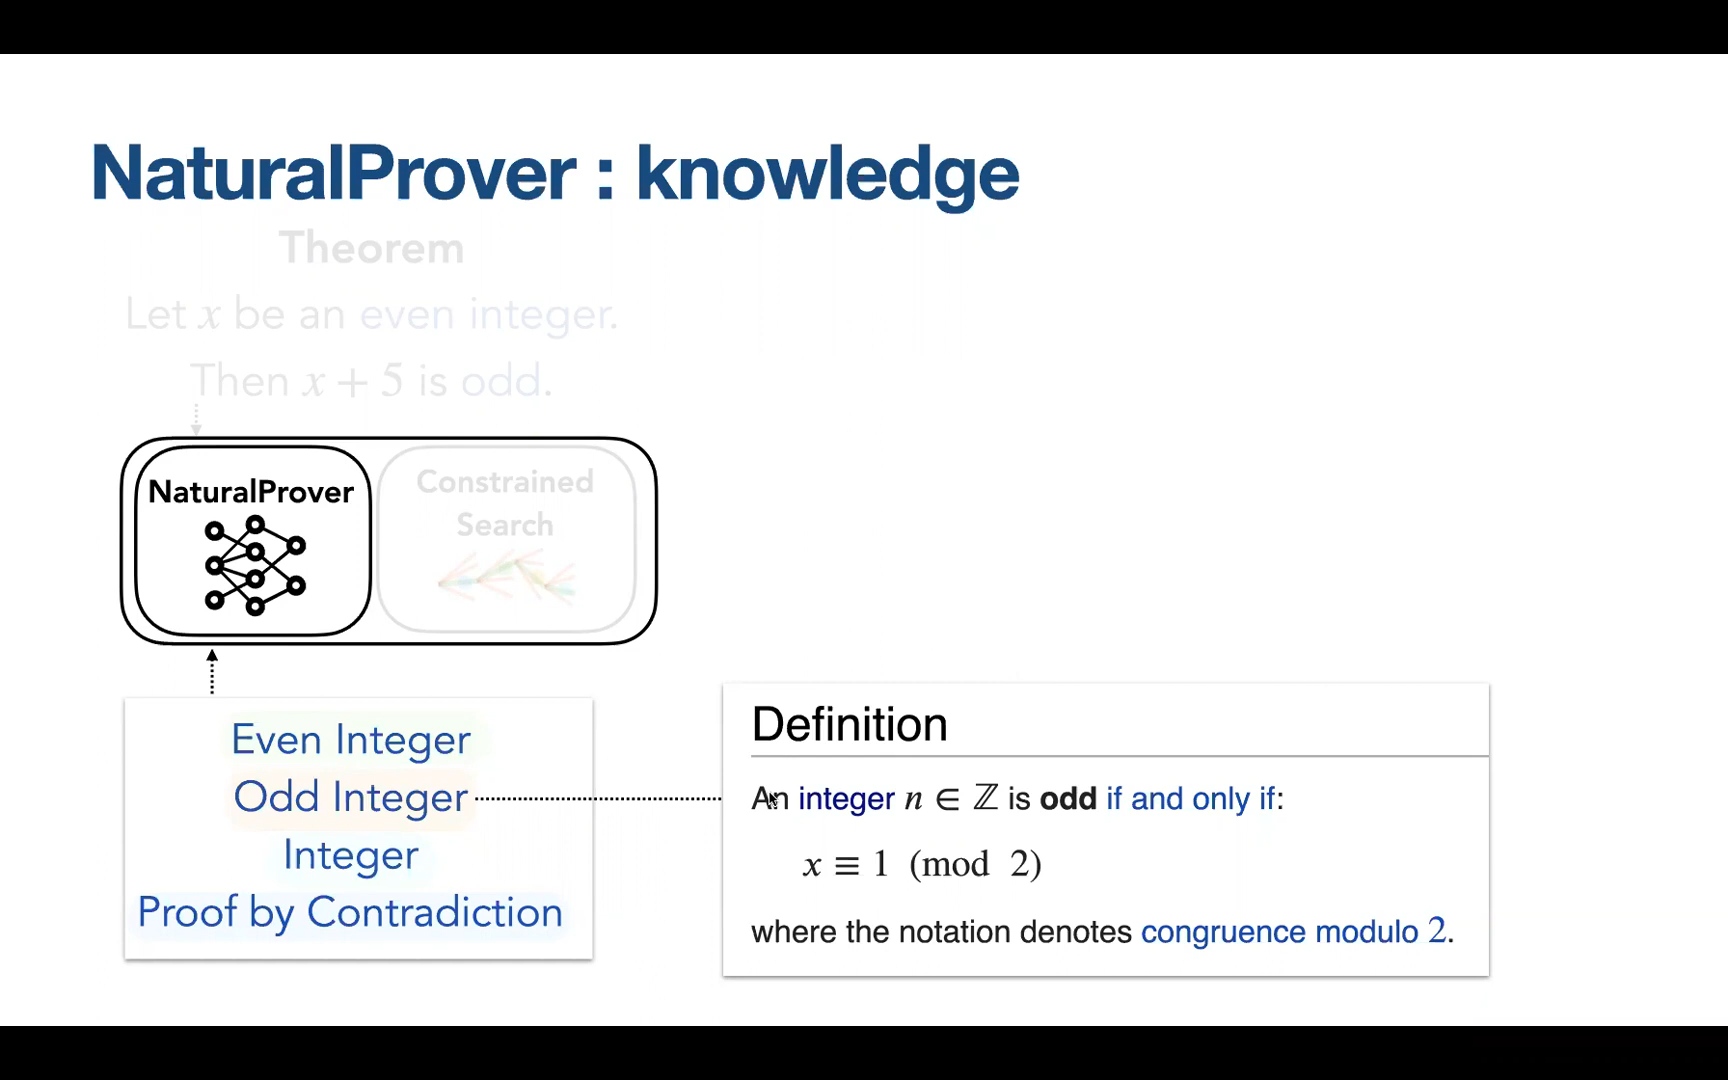 NaturalProver : knowledge
Theorem
Let x be an even integer.
Then x + 5 is odd.
NaturalProver
Constrained
Search
Even Integer
Odd Integer
Integer
Proof by Contradiction
Definition
An integer n ∈ ℤ is odd if and only if:
x ≡ 1 (mod 2)
where the notation denotes congruence modulo 2.